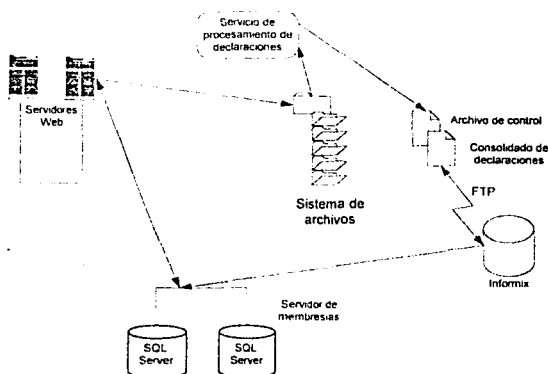 Servicio de
procesamiento de
declaraciones
Servidores
Web
Archivo de control
Consolidado de
declaraciones
Sistema de
archivos
FTP
Informix
Servidor de
membresias
SQL
Server
SQL
Server